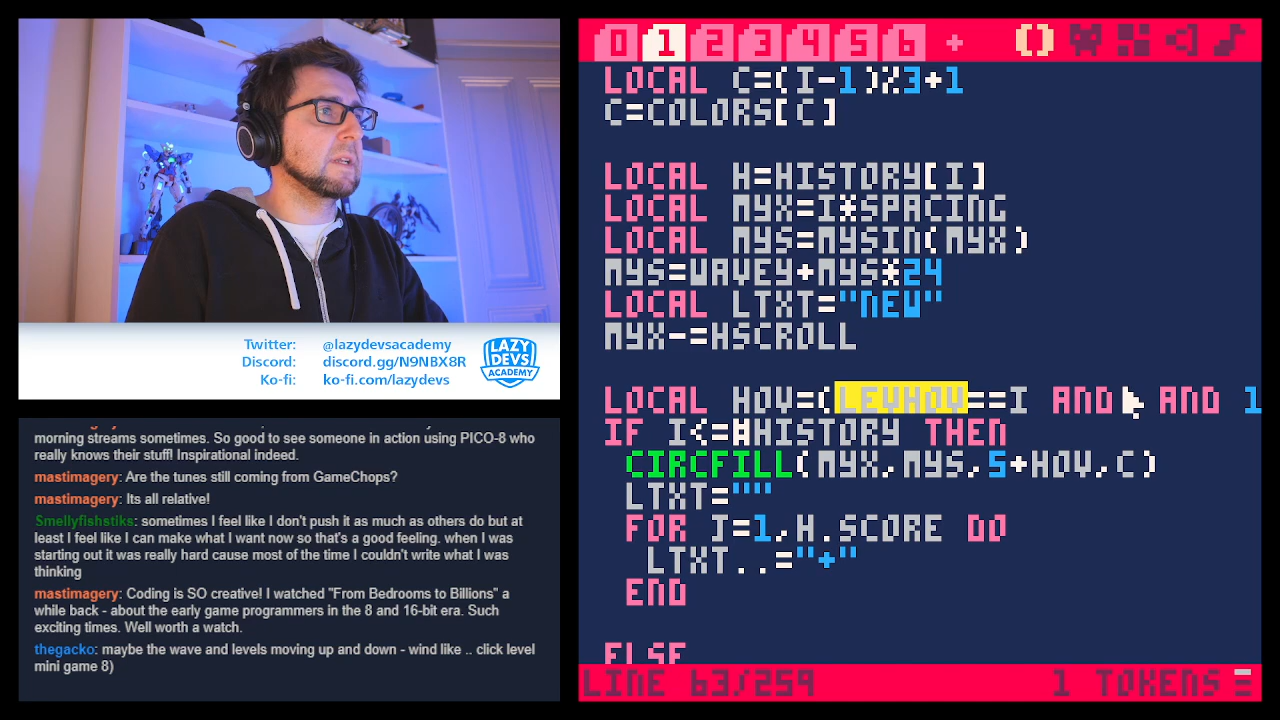 Twitter: @lazydevsacademy
Discord: discord.gg/N9NBX8R
Ko-fi: ko-fi.com/lazydevs
LAZY
DEVS
ACADEMY
morning streams sometimes. So good to see someone in action using PICO-8 who
really knows their stuff! Inspirational indeed.
mastimagery: Are the tunes still coming from GameChops?
mastimagery: Its all relative!
Smellyfishstiks: sometimes I feel like I don't push it as much as others do but at
least I feel like I can make what I want now so that's a good feeling. when I was
starting out it was really hard cause most of the time I couldn't write what I was
thinking
mastimagery: Coding is SO creative! I watched "From Bedrooms to Billions" a
while back - about the early game programmers in the 8 and 16-bit era. Such
exciting times. Well worth a watch.
thegacko: maybe the wave and levels moving up and down - wind like .. click level
mini game 8)
0 1 2 3 4 5 6 + ()
LOCAL C=(I-1)%3+1
C=COLORS[C]
LOCAL H=HISTORY[I]
LOCAL MYX=I*SPACING
LOCAL MYS=MYSIN(MYX)
MYS=WAVEY+MYS*24
LOCAL LTXT="NEW"
MYX-=HSCROLL
LOCAL HOV=(LEVHOV==I AND AND 1
IF I<=#HISTORY THEN
CIRCFILL(MYX,MYS,5+HOV,C)
LTXT=""
FOR J=1,H.SCORE DO
LTXT..="+"
END
ELSE
LINE 63/259 1 TOKENS